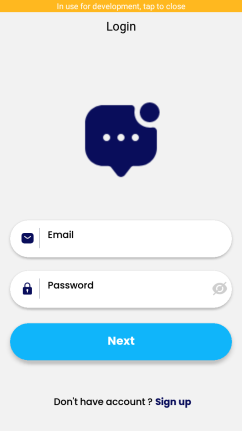 In use for development, tap to close
Login
Email
Password
Next
Don't have account ? Sign up